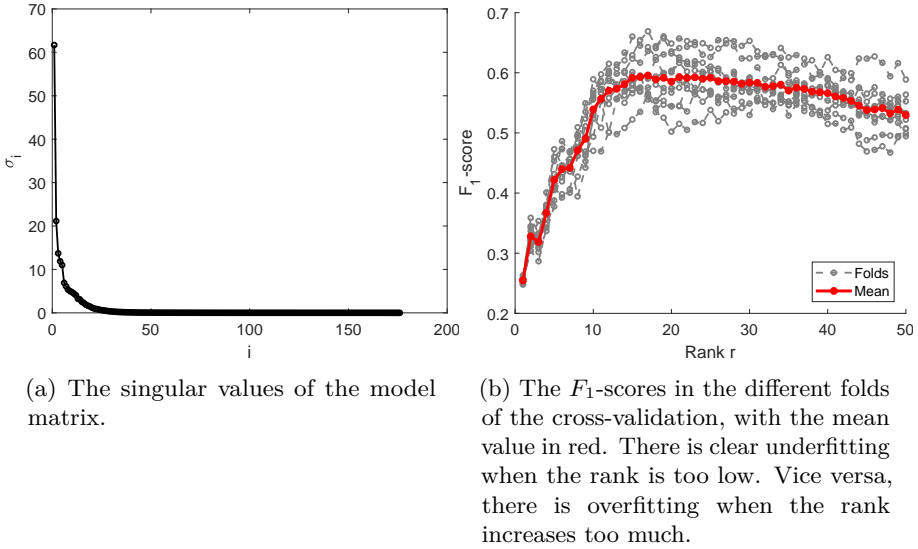 70
60
50
40
30
20
10
0
σi
0 50 100 150 200
i
0.7
0.6
0.5
0.4
0.3
0.2
F1-score
Folds
Mean
0 10 20 30 40 50
Rank r
(a) The singular values of the model
matrix.
(b) The F1-scores in the different folds
of the cross-validation, with the mean
value in red. There is clear underfitting
when the rank is too low. Vice versa,
there is overfitting when the rank
increases too much.